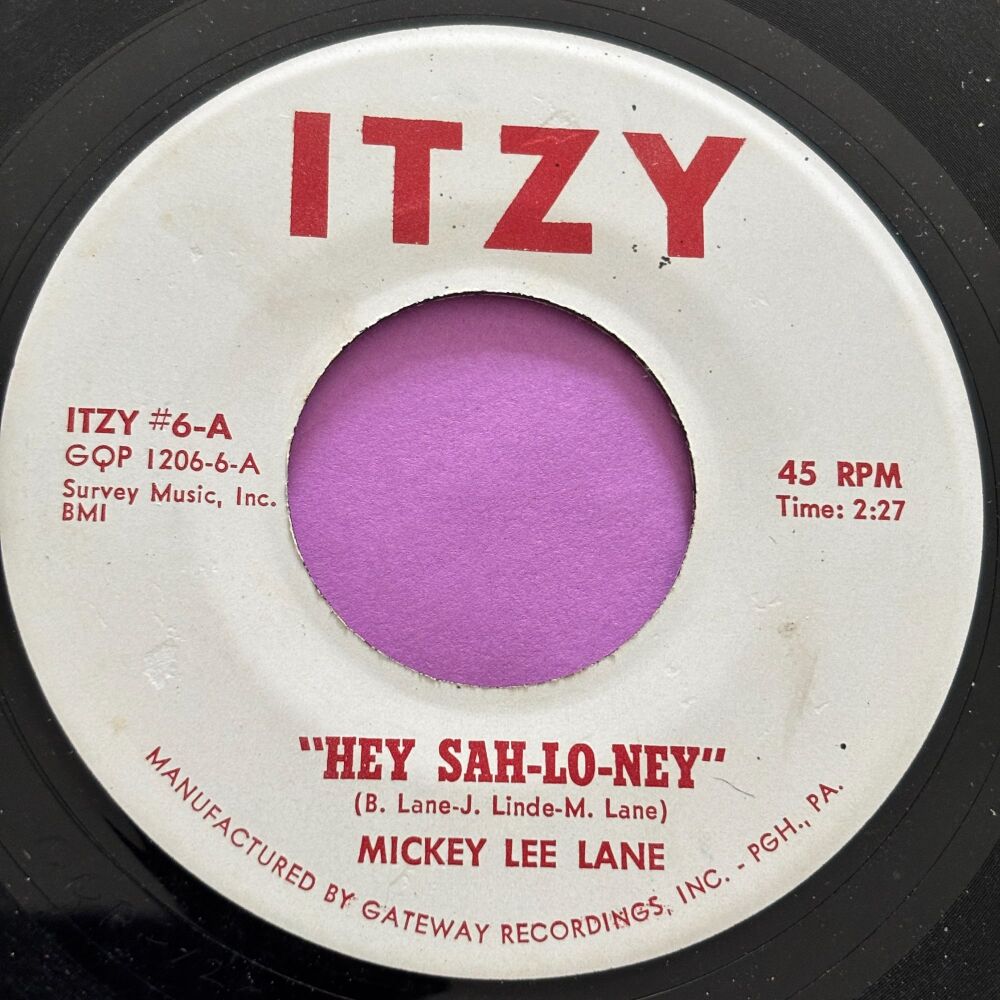 ITZY
ITZY #6-A
GQP 1206-6-A
Survey Music, Inc.
BMI
45 RPM
Time: 2:27
"HEY SAH-LO-NEY"
(B. Lane-J. Linde-M. Lane)
MICKEY LEE LANE
MANUFACTURED BY GATEWAY RECORDINGS, INC. - PGH., PA.